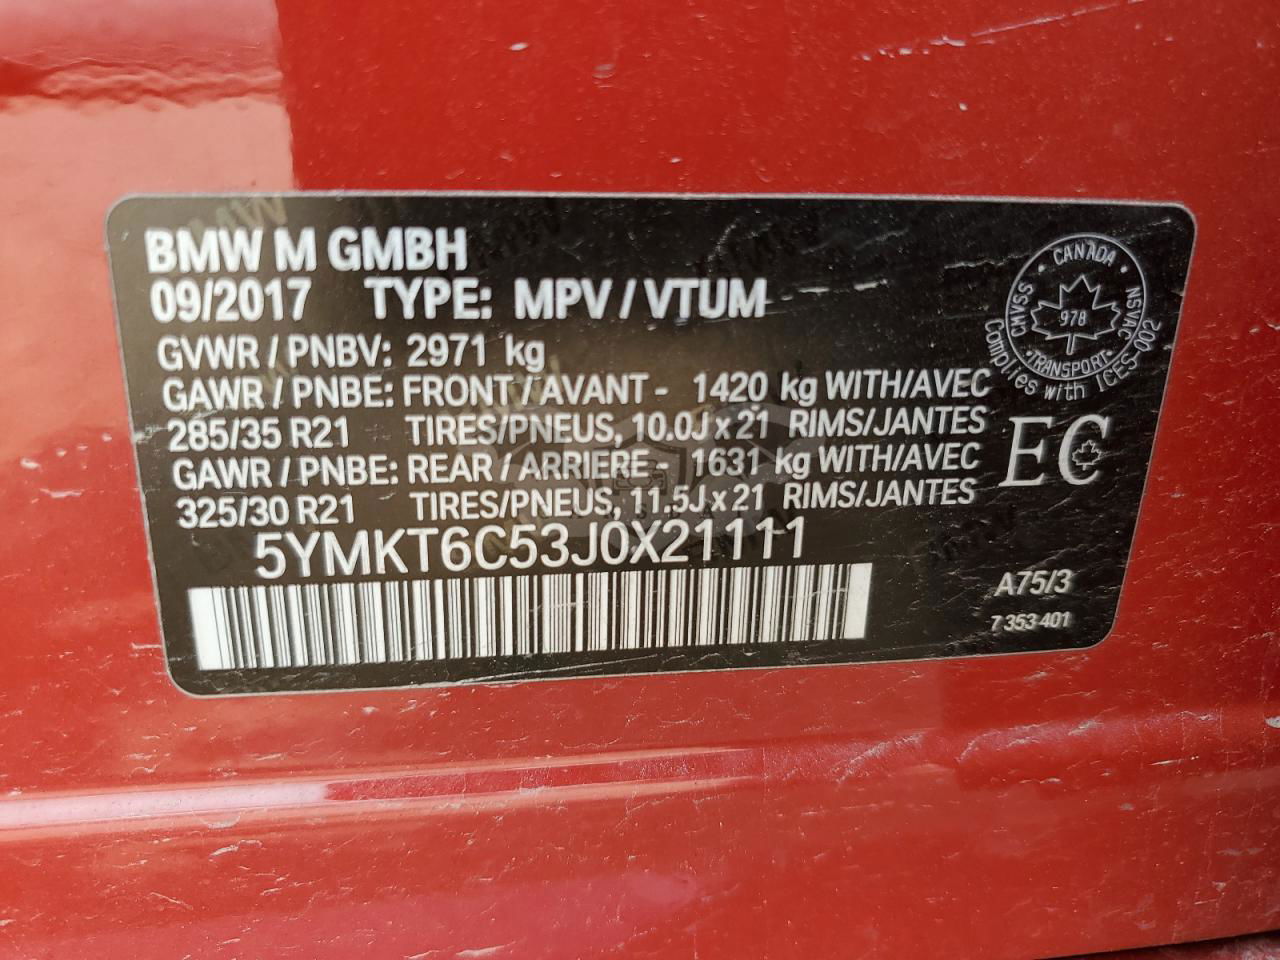 BMW M GMBH
09/2017 TYPE: MPV / VTUM
GVWR / PNBV: 2971 kg
GAWR / PNBE: FRONT / AVANT - 1420 kg WITH/AVEC
285/35 R21 TIRES/PNEUS, 10.0J x 21 RIMS/JANTES
GAWR / PNBE: REAR / ARRIERE - 1631 kg WITH/AVEC
325/30 R21 TIRES/PNEUS, 11.5J x 21 RIMS/JANTES
5YMKT6C53J0X21111
CANADA
CMVSS NSVAC
978
TRANSPORT
Complies with ICES-002
EC
A75/3
7 353 401